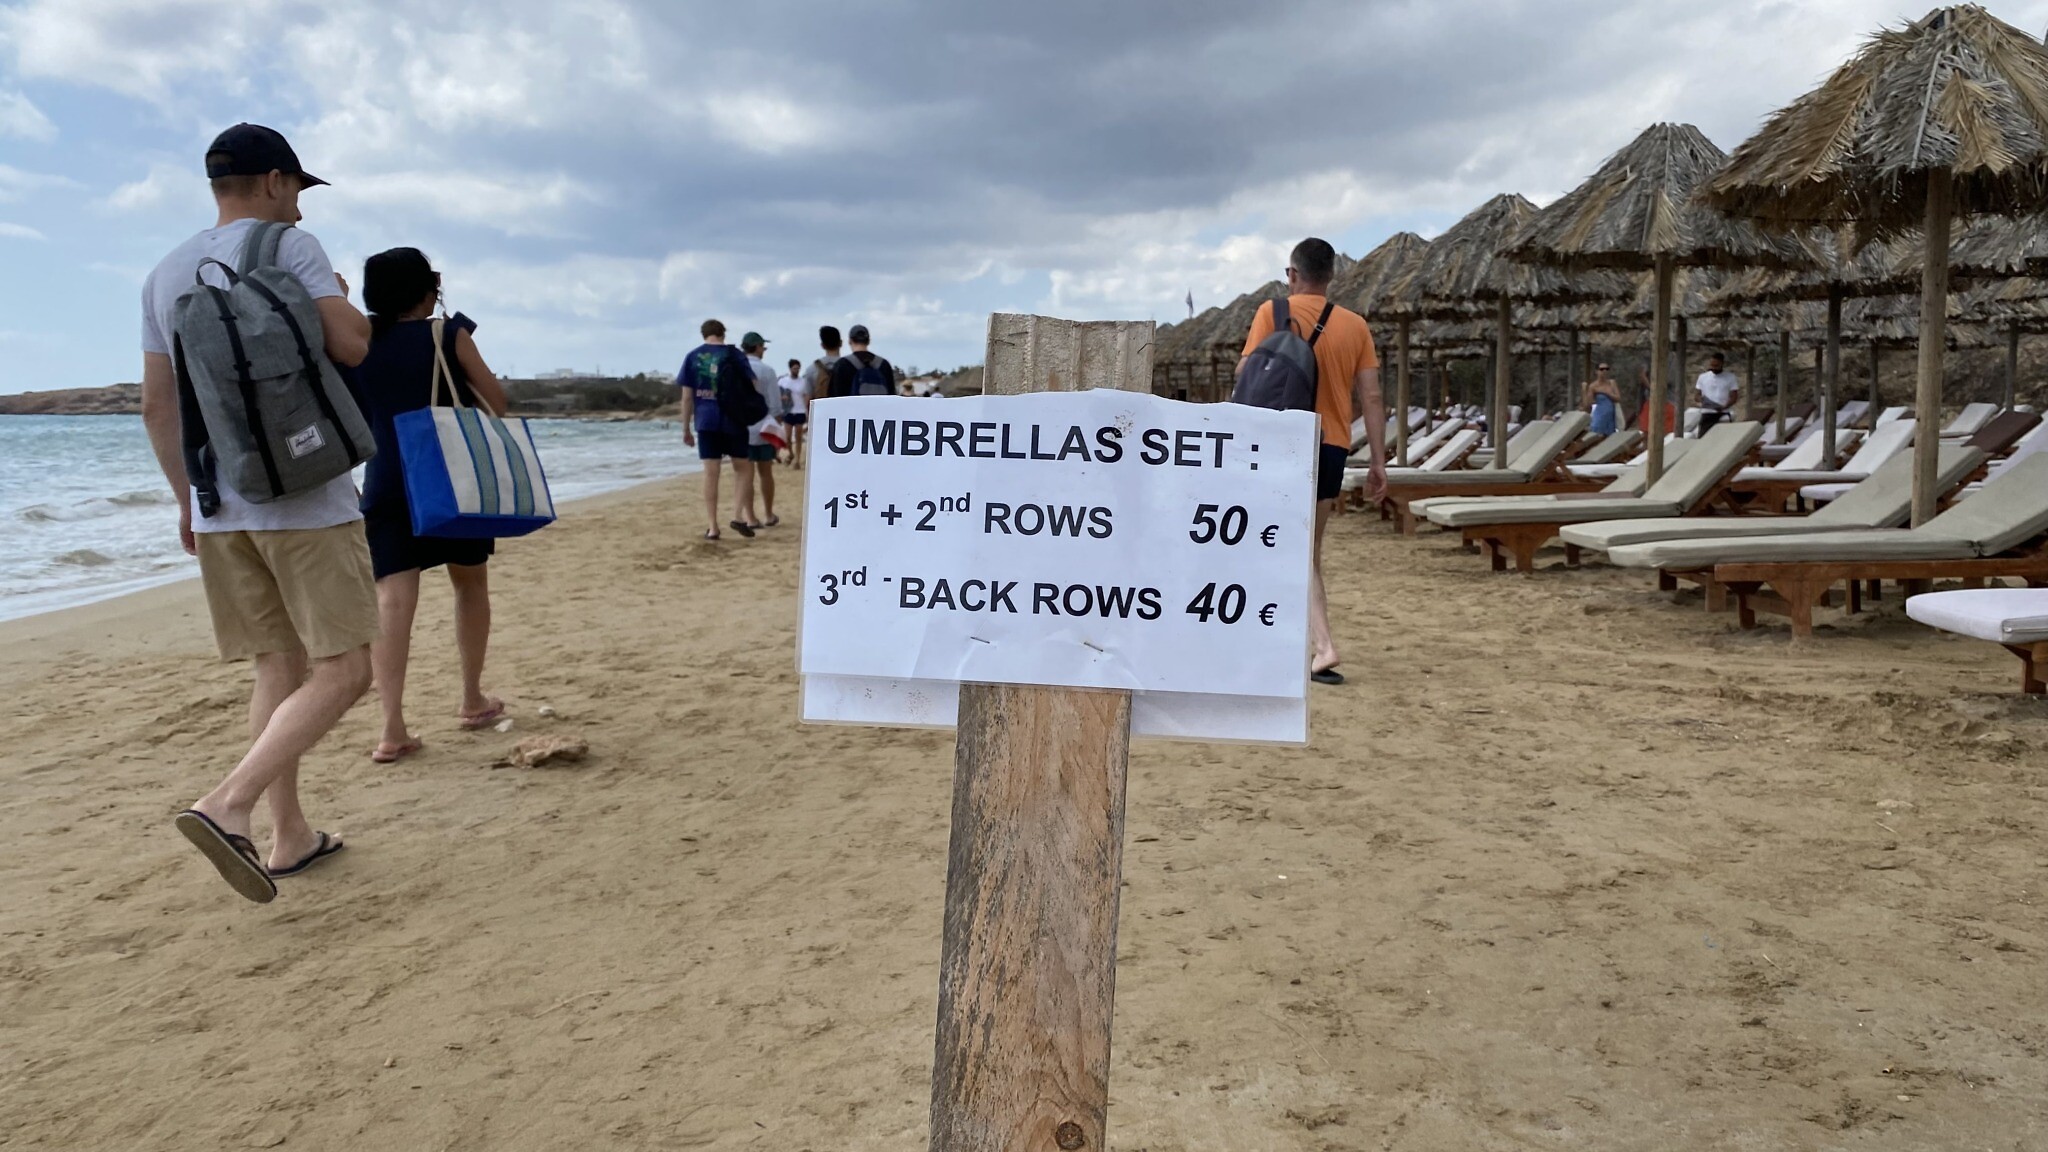 UMBRELLAS SET :
1st + 2nd ROWS 50 €
3rd - BACK ROWS 40 €